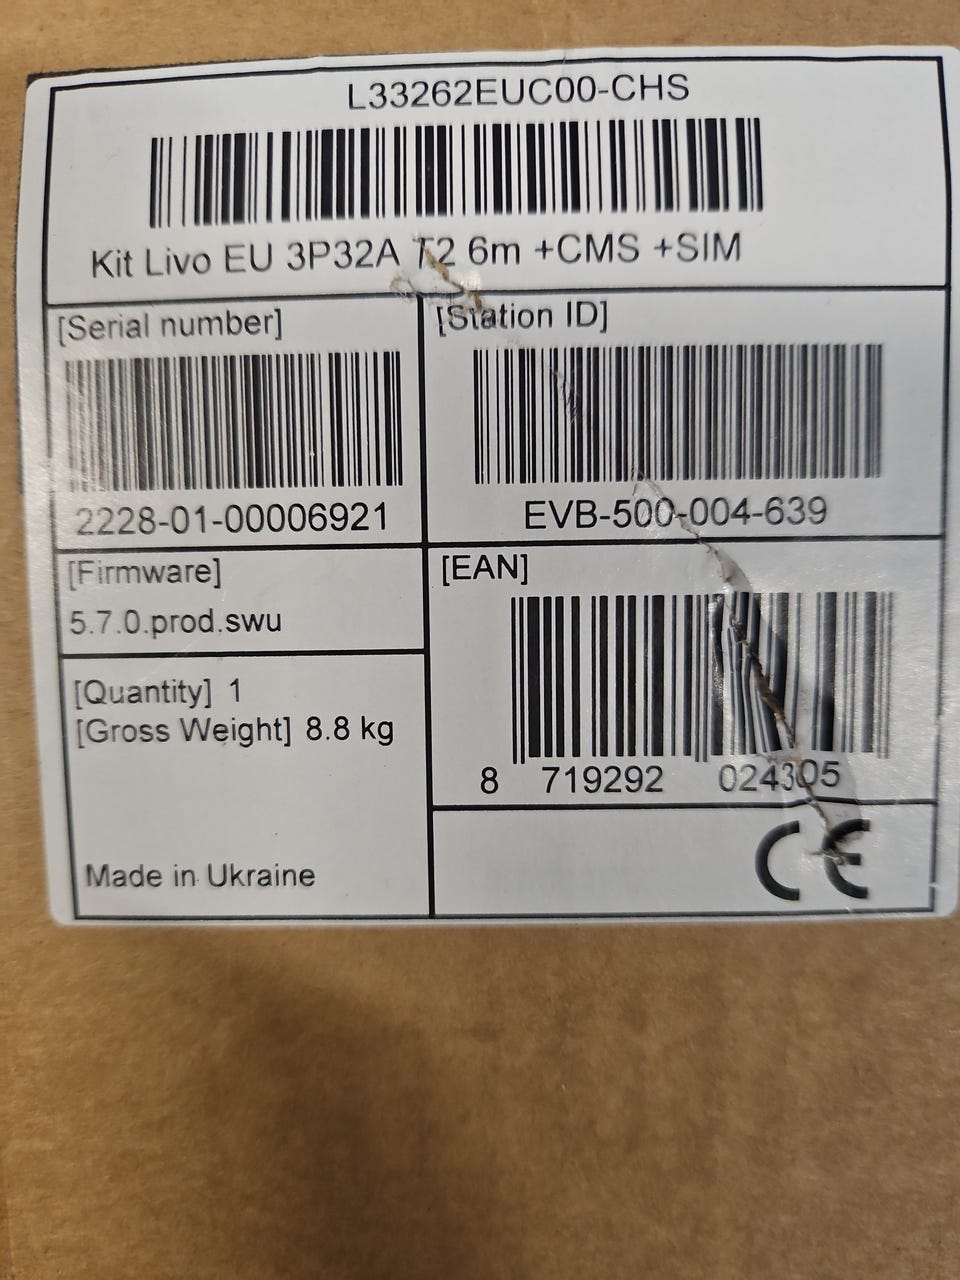 L33262EUC00-CHS
Kit Livo EU 3P32A T2 6m +CMS +SIM
[Serial number]
2228-01-00006921
[Station ID]
EVB-500-004-639
[Firmware]
5.7.0.prod.swu
[EAN]
8 719292 024305
[Quantity] 1
[Gross Weight] 8.8 kg
Made in Ukraine
CE